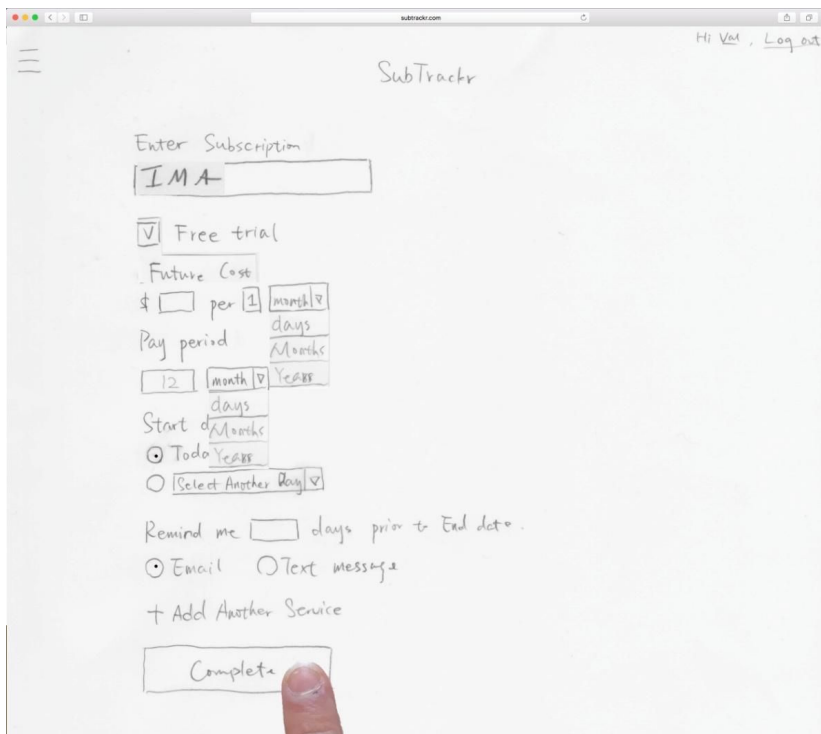 subtrackr.com
Hi Val, Log out
SubTrackr
Enter Subscription
IMA
V Free trial
Future Cost
$ per 1 month
days
Months
Years
Pay period
12 month
days
Months
Years
Start d
Toda
Select Another Day
Remind me days prior to End date.
Email Text message
+ Add Another Service
Complete